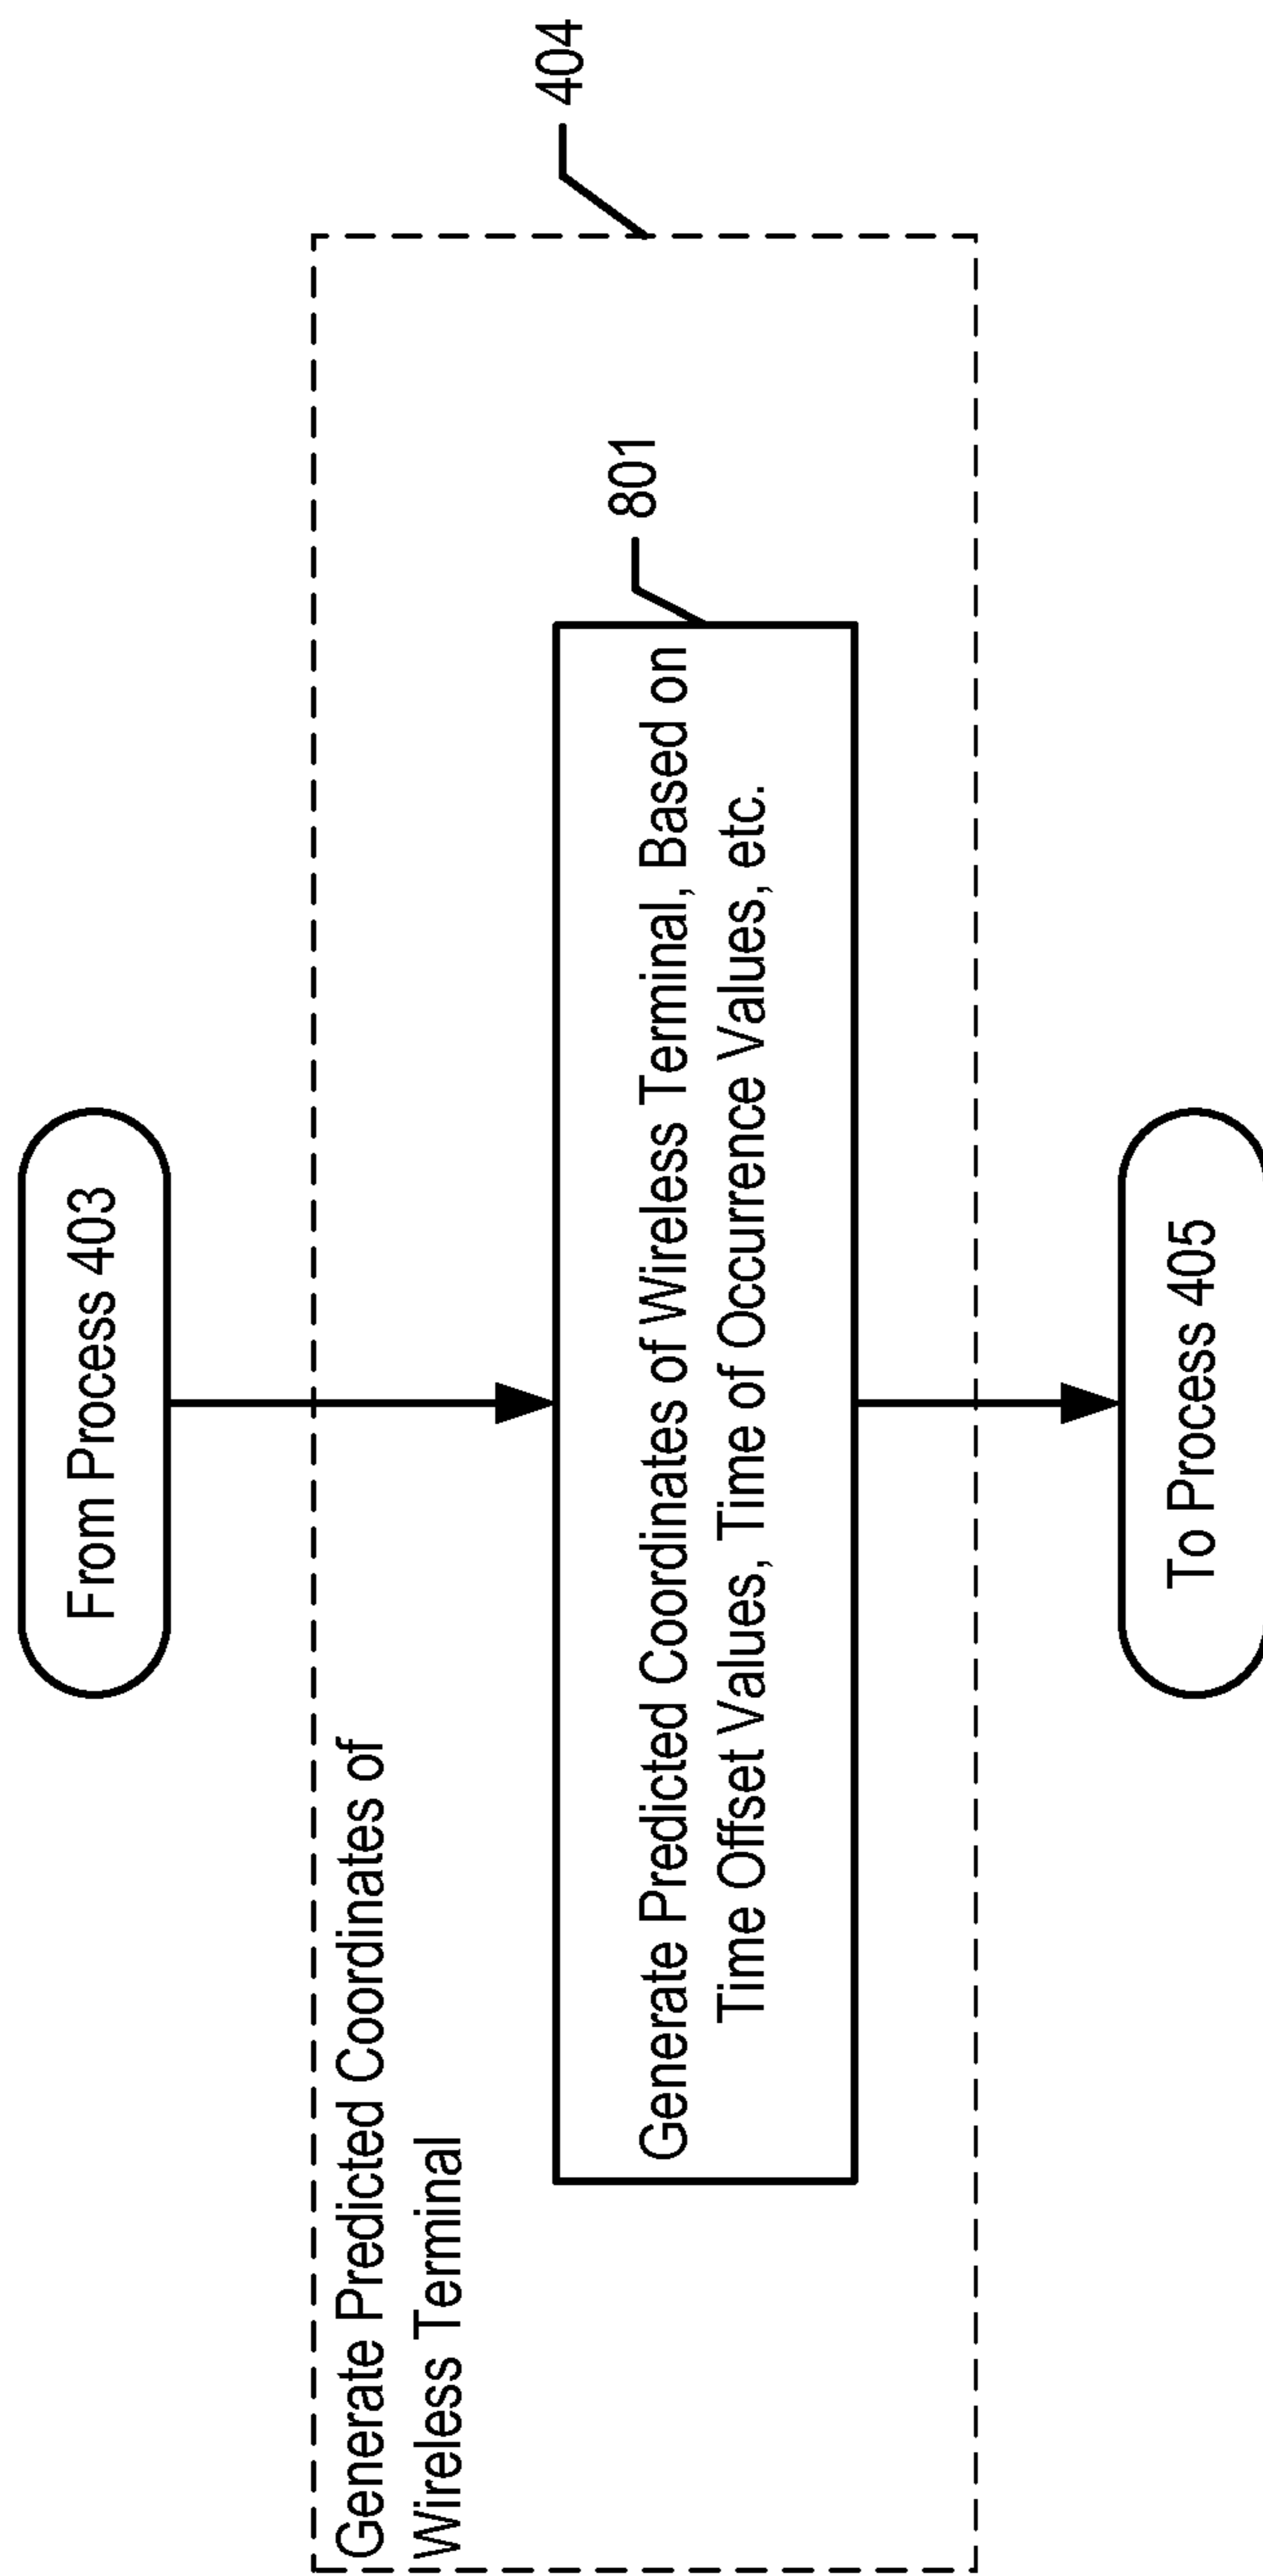 From Process 403
404
Generate Predicted Coordinates of
Wireless Terminal
801
Generate Predicted Coordinates of Wireless Terminal, Based on
Time Offset Values, Time of Occurrence Values, etc.
To Process 405